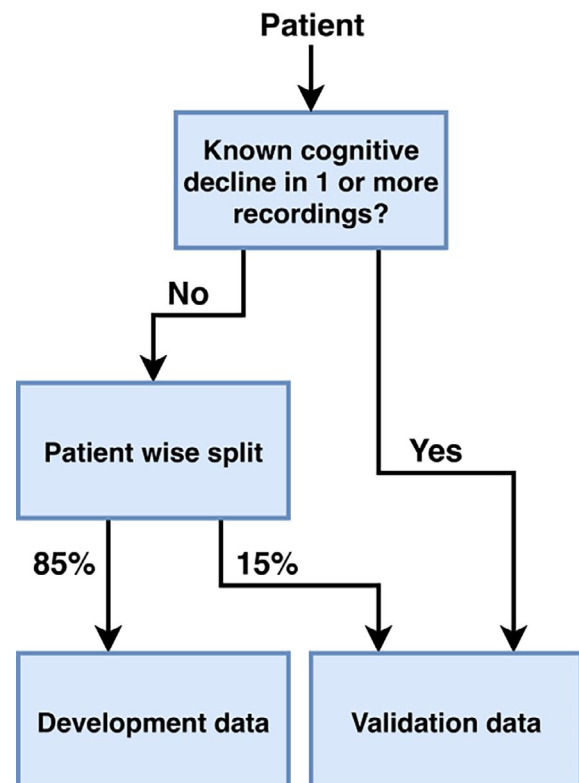 Patient
Known cognitive
decline in 1 or more
recordings?
No
Patient wise split
Yes
85%
15%
Development data
Validation data